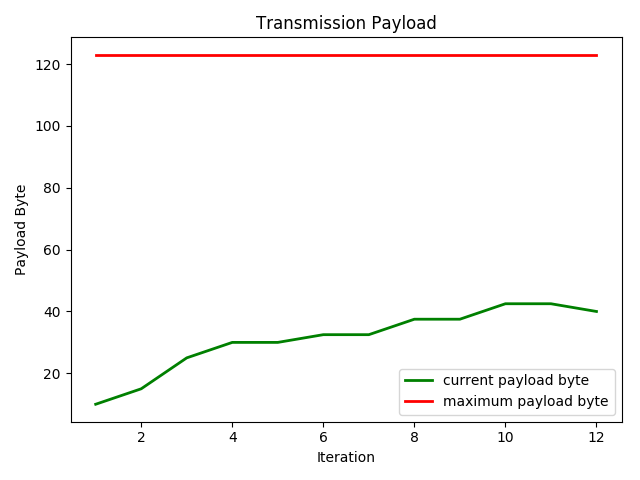 Transmission Payload
120
100
80
60
40
20
Payload Byte
2
4
6
8
10
12
Iteration
current payload byte
maximum payload byte